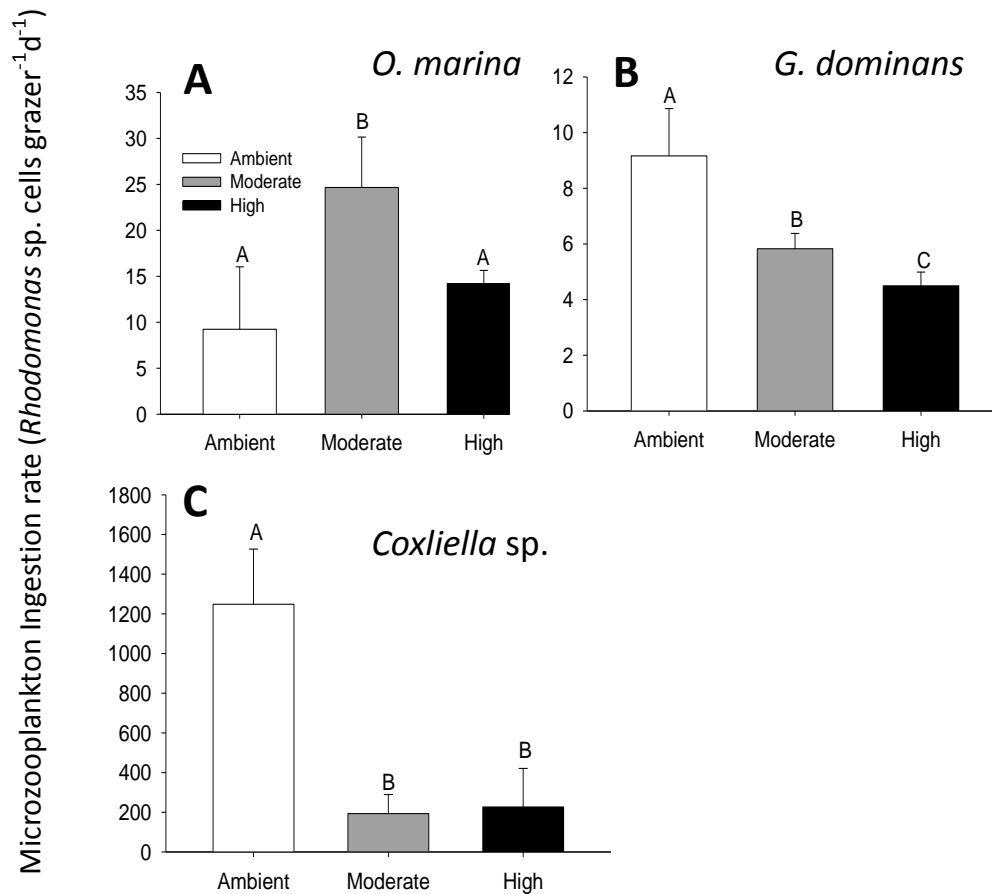 Microzooplankton Ingestion rate (Rhodomonas sp. cells grazer⁻¹d⁻¹)
A
O. marina
35
30
25
20
15
10
5
0
Ambient
Moderate
High
A
B
A
Ambient
Moderate
High
B
G. dominans
12
10
8
6
4
2
0
A
B
C
Ambient
Moderate
High
C
Coxliella sp.
1800
1600
1400
1200
1000
800
600
400
200
0
A
B
B
Ambient
Moderate
High